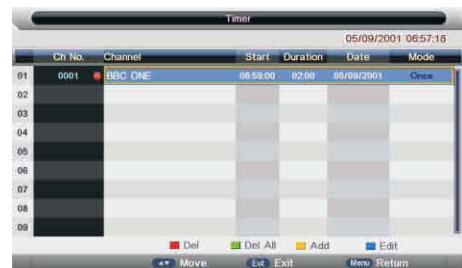 Timer
05/09/2001 06:57:18
Ch No. Channel Start Duration Date Mode
01 0001 BBC ONE 06:59:00 02:00 05/09/2001 Once
02
03
04
05
06
07
08
09
Del Del All Add Edit
Move Exit Exit Menu Return